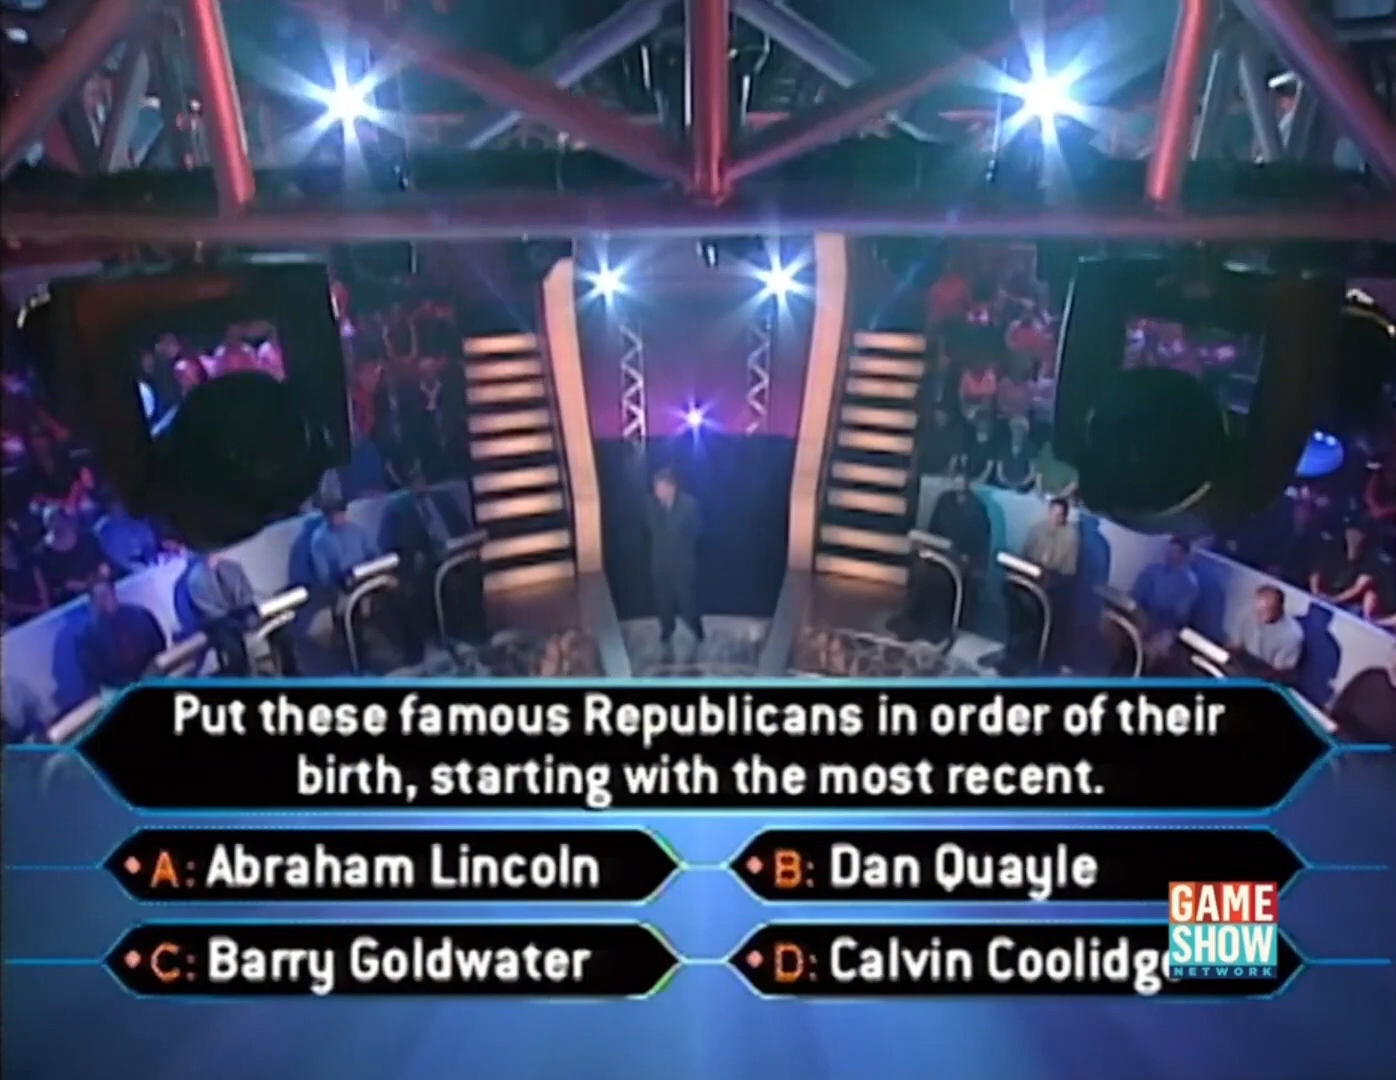 Put these famous Republicans in order of their
birth, starting with the most recent.
A: Abraham Lincoln
B: Dan Quayle
C: Barry Goldwater
D: Calvin Coolidge
GAME
SHOW
NETWORK